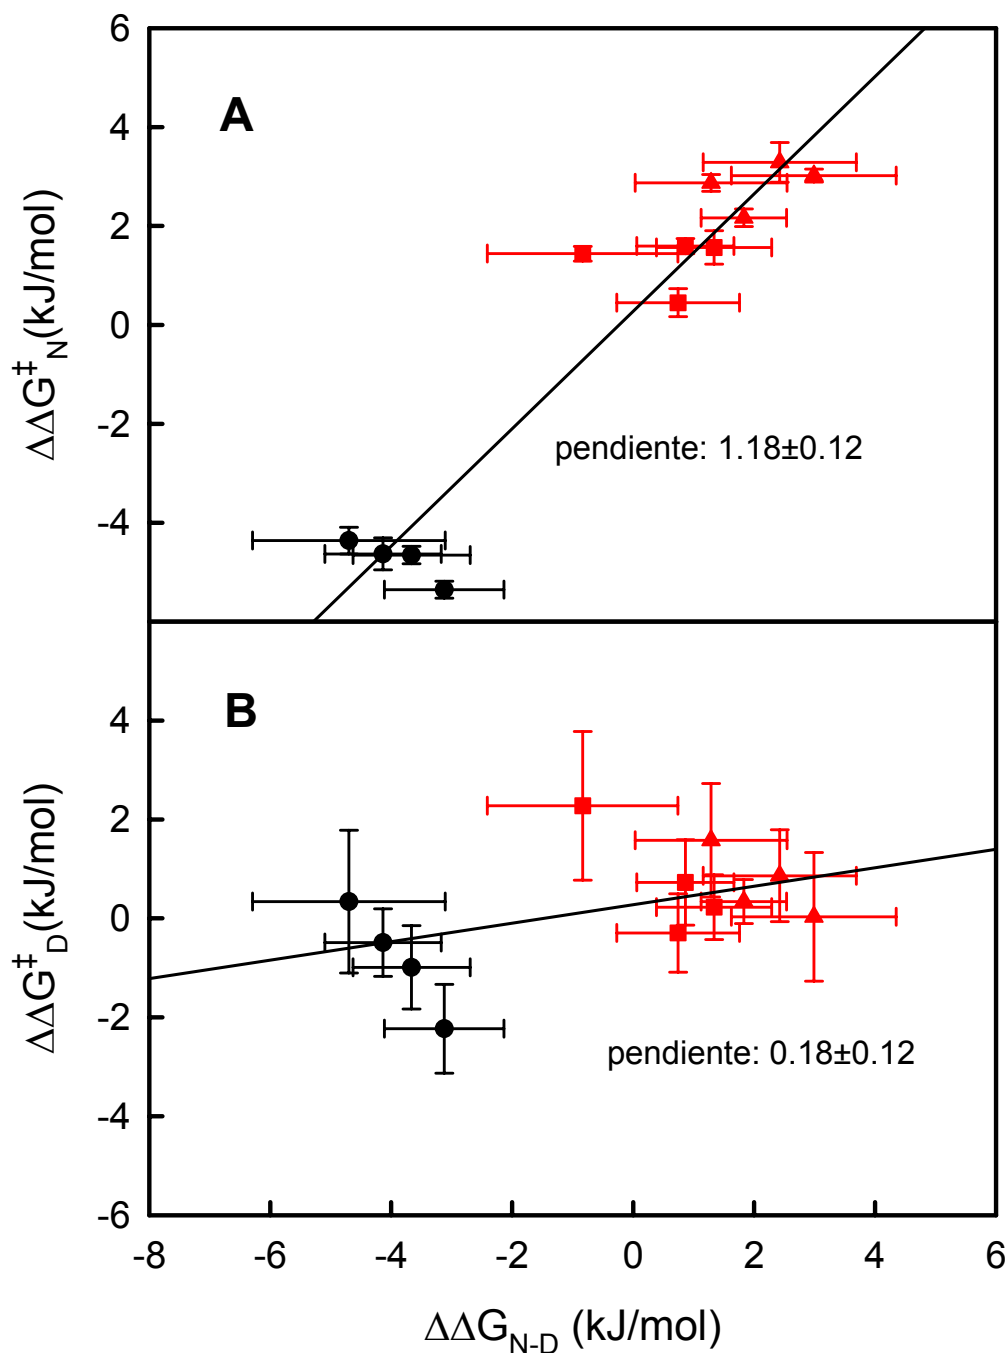 6
A
4
2
0
-2
-4
ΔΔG‡N(kJ/mol)
pendiente: 1.18±0.12
B
4
2
0
-2
-4
-6
ΔΔG‡D(kJ/mol)
pendiente: 0.18±0.12
-8 -6 -4 -2 0 2 4 6
ΔΔGN-D (kJ/mol)